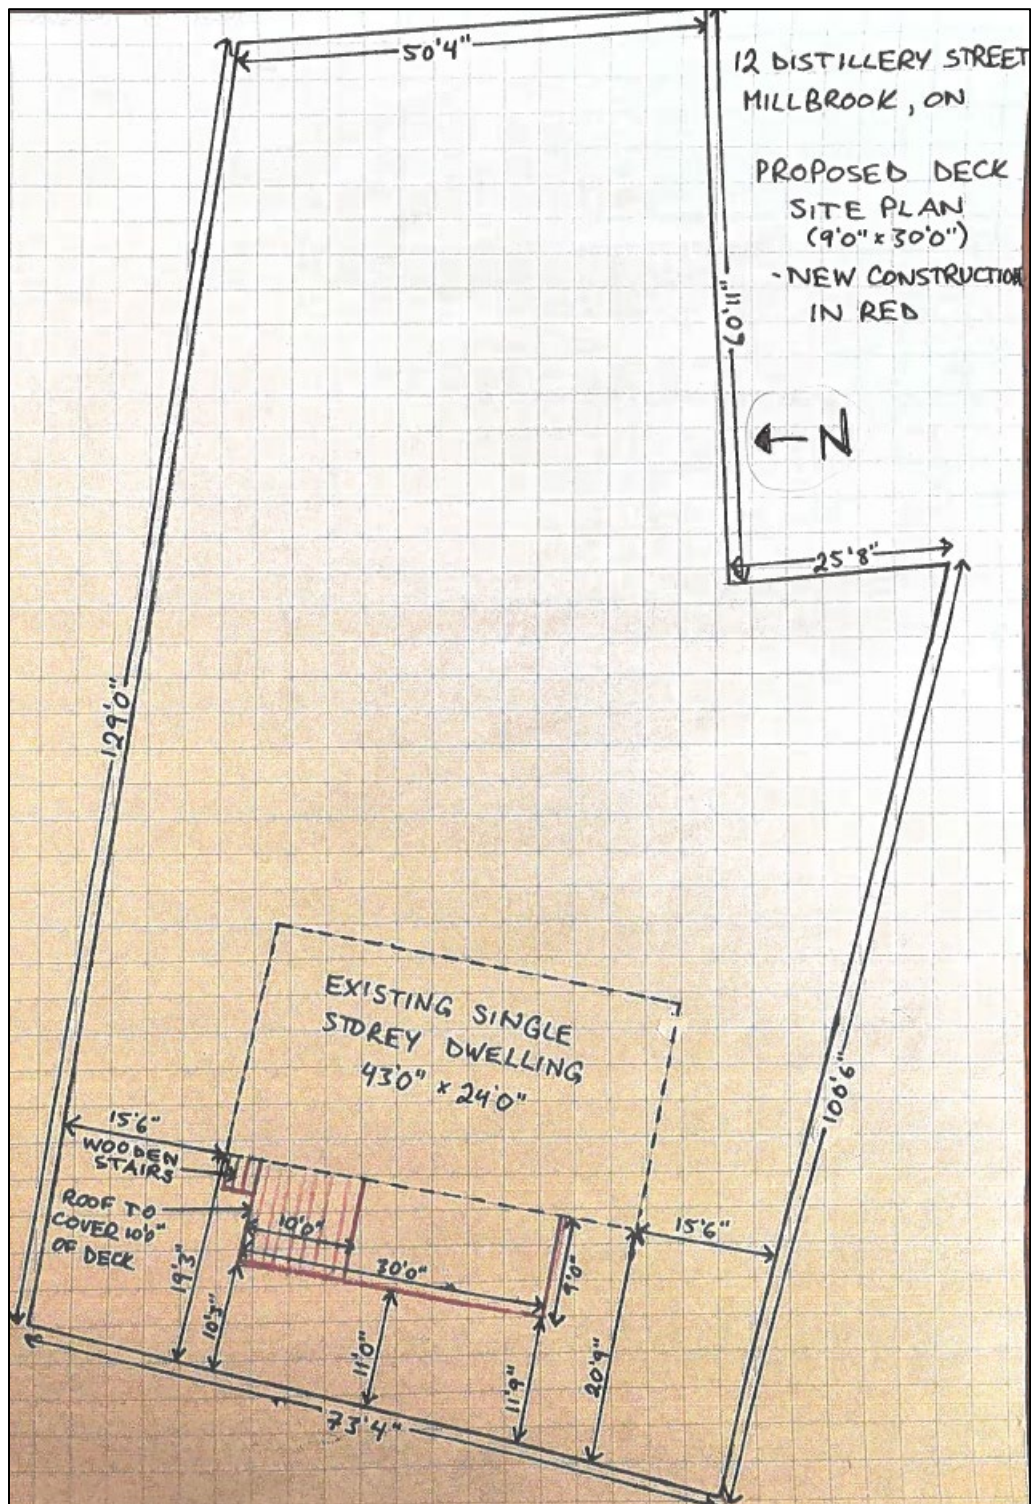 50'4"
12 DISTILLERY STREET
MILLBROOK, ON
PROPOSED DECK
SITE PLAN
(9'0" x 30'0")
- NEW CONSTRUCTION
IN RED
60'11"
N
25'8"
129'0"
EXISTING SINGLE
STOREY DWELLING
43'0" x 24'0"
100'6"
15'6"
WOODEN
STAIRS
ROOF TO
COVER 10'0"
OF DECK
10'0"
30'0"
9'0"
15'6"
19'3"
10'3"
11'0"
11'9"
20'9"
73'4"